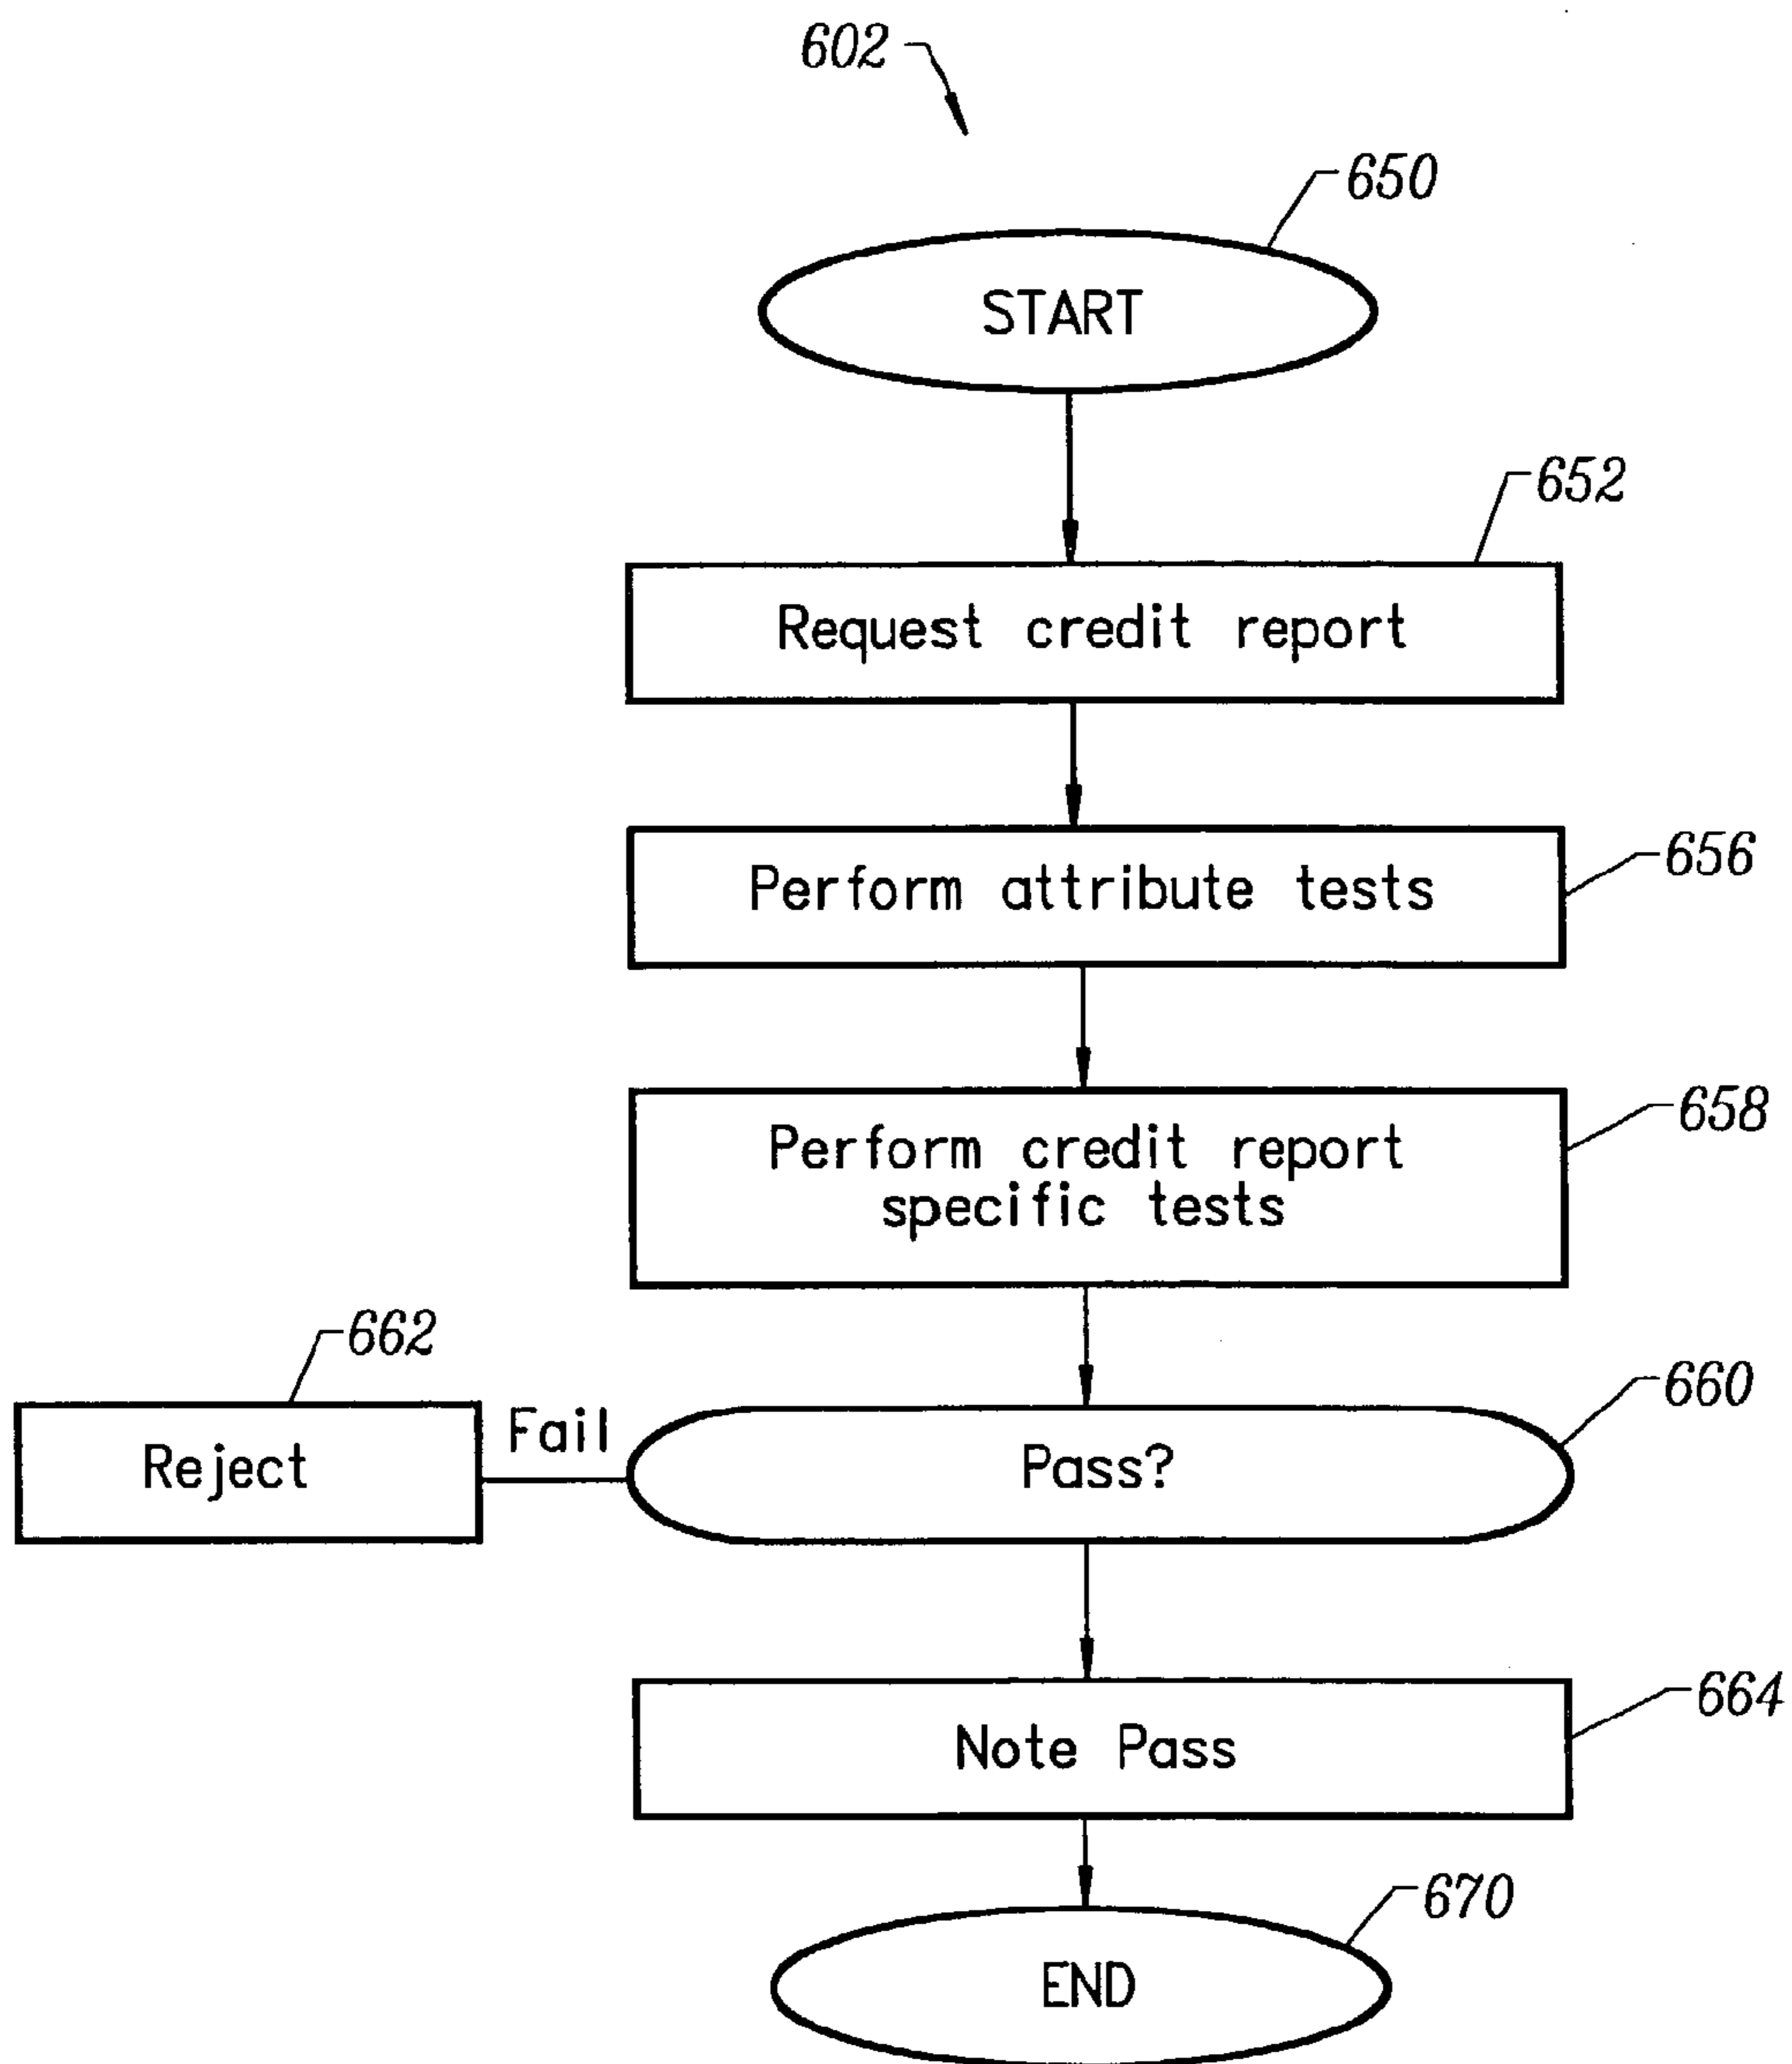 602
650
START
652
Request credit report
656
Perform attribute tests
658
Perform credit report
specific tests
662
660
Reject
Fail
Pass?
664
Note Pass
670
END